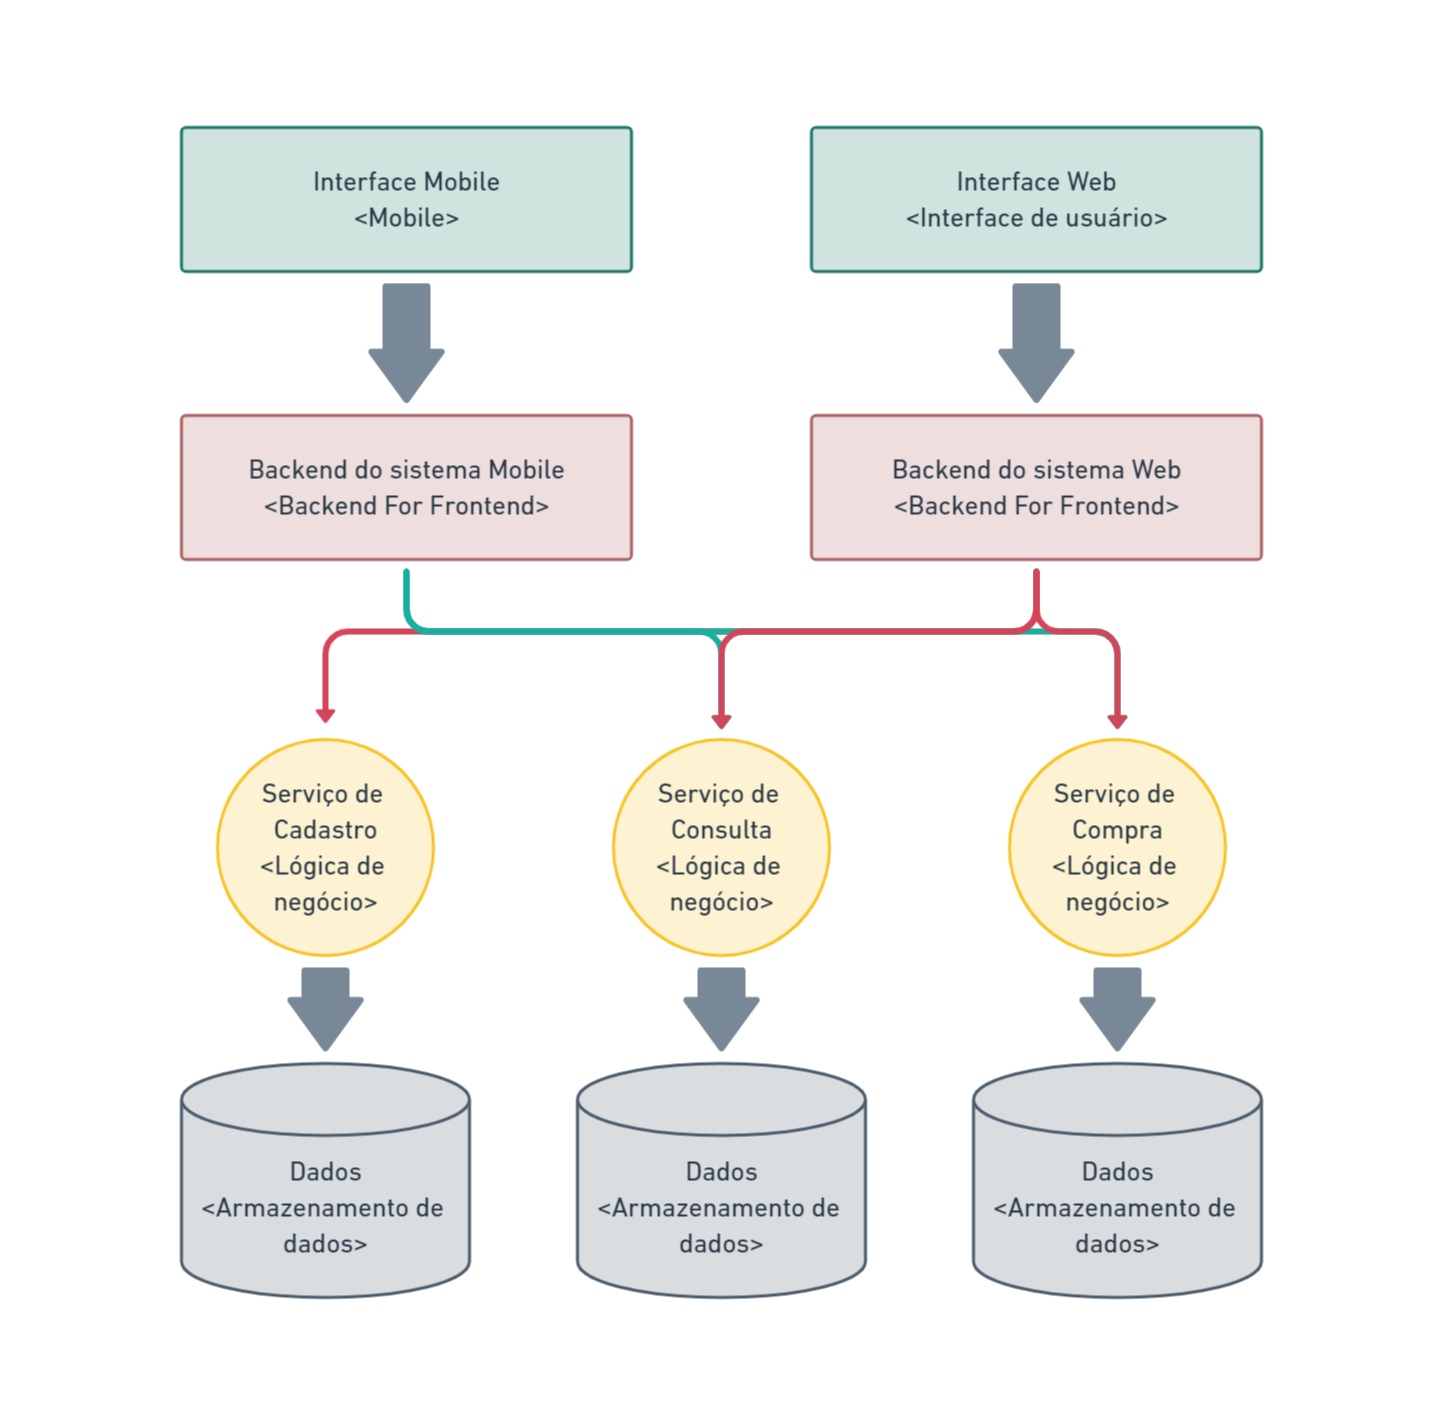 Interface Mobile
<Mobile>
Interface Web
<Interface de usuário>
Backend do sistema Mobile
<Backend For Frontend>
Backend do sistema Web
<Backend For Frontend>
Serviço de
Cadastro
<Lógica de
negócio>
Serviço de
Consulta
<Lógica de
negócio>
Serviço de
Compra
<Lógica de
negócio>
Dados
<Armazenamento de
dados>
Dados
<Armazenamento de
dados>
Dados
<Armazenamento de
dados>